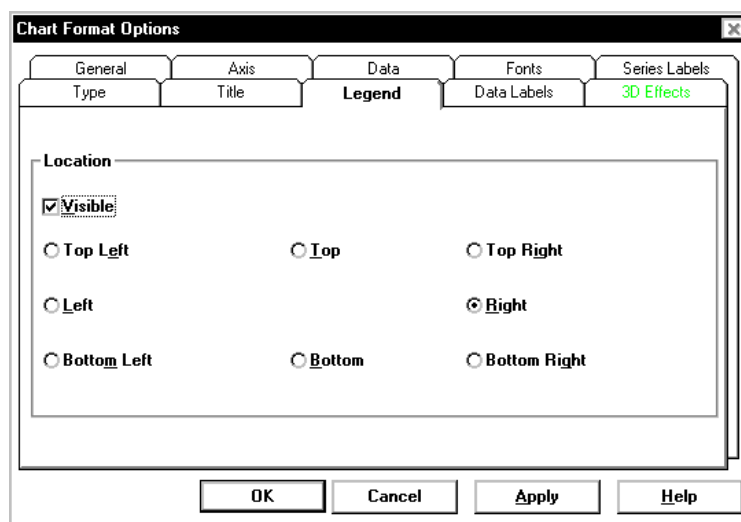 Chart Format Options
General Axis Data Fonts Series Labels
Type Title Legend Data Labels 3D Effects
Location
Visible
Top Left Top Top Right
Left Right
Bottom Left Bottom Bottom Right
OK Cancel Apply Help